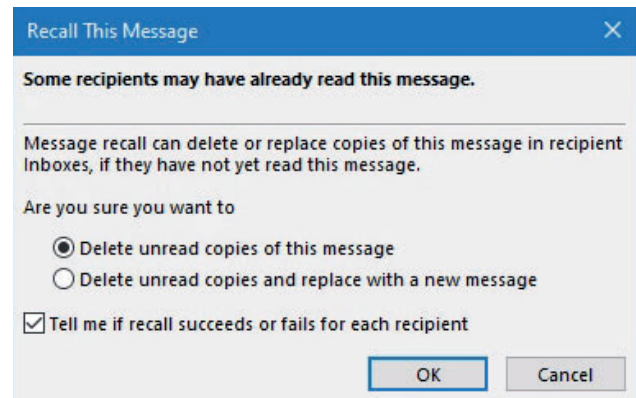 Recall This Message
Some recipients may have already read this message.
Message recall can delete or replace copies of this message in recipient
Inboxes, if they have not yet read this message.
Are you sure you want to
Delete unread copies of this message
Delete unread copies and replace with a new message
Tell me if recall succeeds or fails for each recipient
OK Cancel